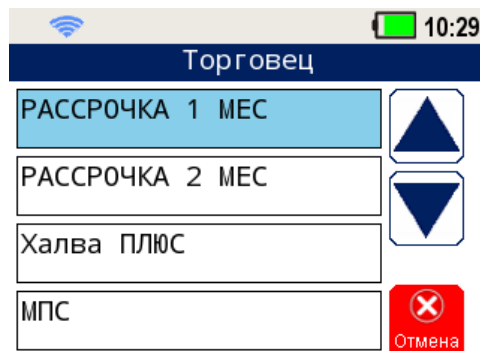 10:29
Торговец
РАССРОЧКА 1 МЕС
РАССРОЧКА 2 МЕС
Халва ПЛЮС
МПС
Отмена